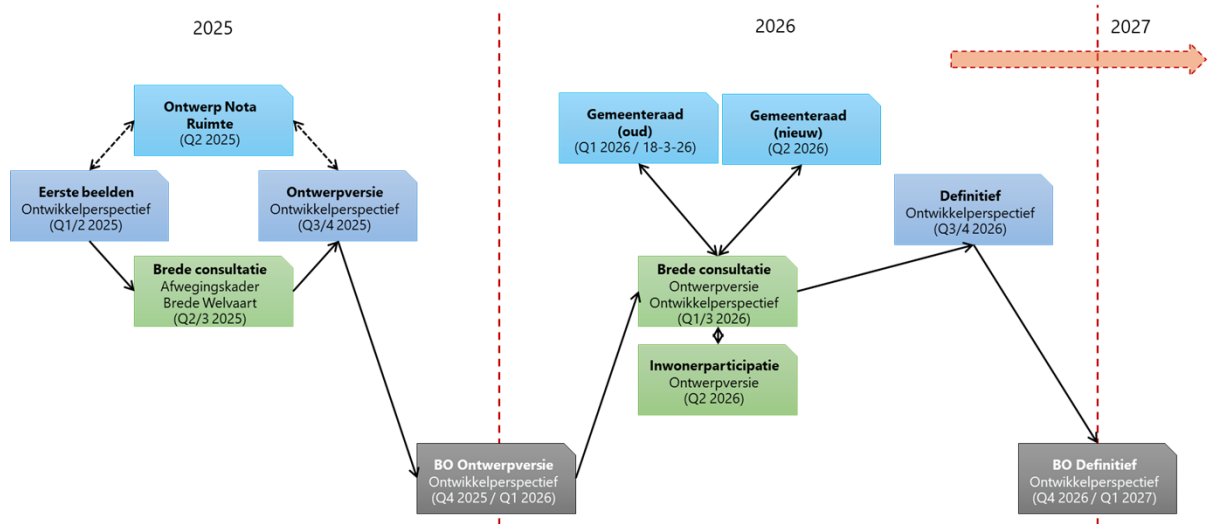 2025
2026
2027
Ontwerp Nota
Ruimte
(Q2 2025)
Eerste beelden
Ontwikkelperspectief
(Q1/2 2025)
Ontwerpversie
Ontwikkelperspectief
(Q3/4 2025)
Brede consultatie
Afwegingskader
Brede Welvaart
(Q2/3 2025)
BO Ontwerpversie
Ontwikkelperspectief
(Q4 2025 / Q1 2026)
Gemeenteraad
(oud)
(Q1 2026 / 18-3-26)
Gemeenteraad
(nieuw)
(Q2 2026)
Brede consultatie
Ontwerpversie
Ontwikkelperspectief
(Q1/3 2026)
Inwonerparticipatie
Ontwerpversie
(Q2 2026)
Definitief
Ontwikkelperspectief
(Q3/4 2026)
BO Definitief
Ontwikkelperspectief
(Q4 2026 / Q1 2027)